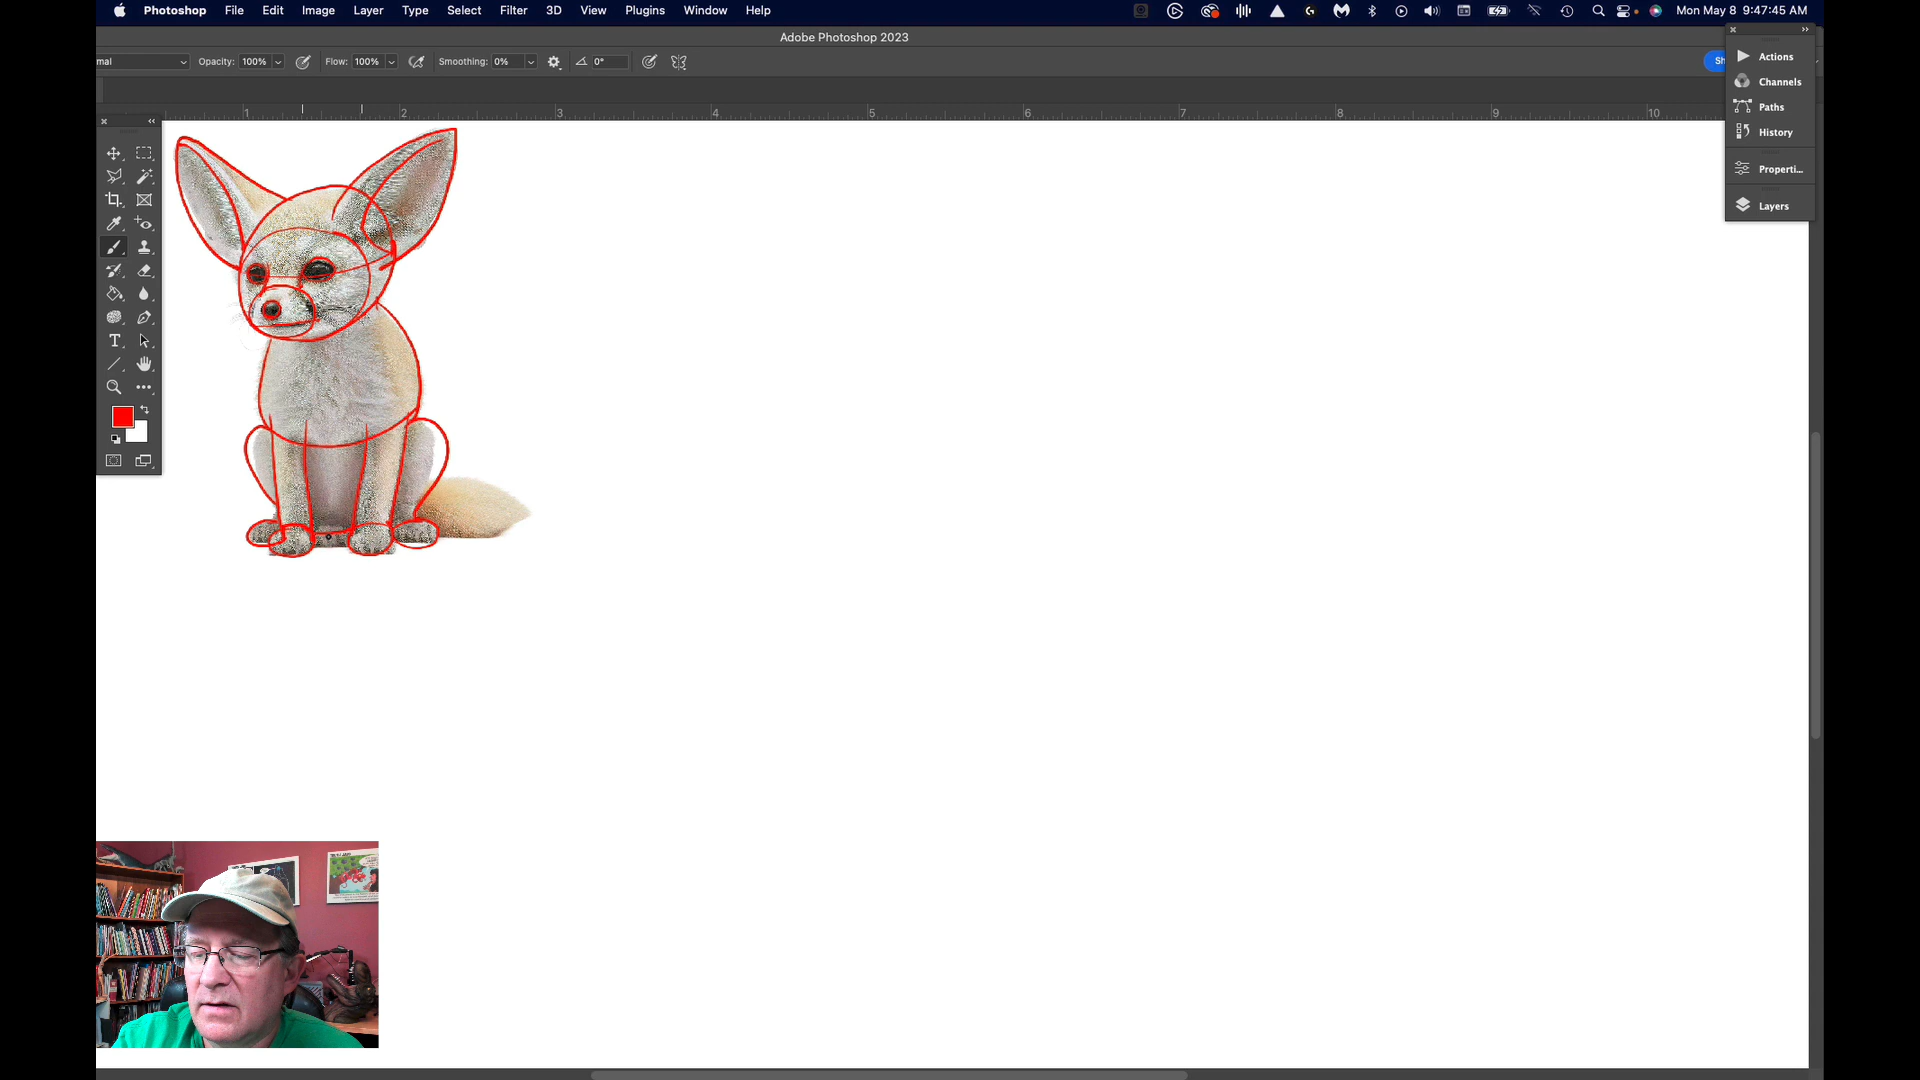 Photoshop File Edit Image Layer Type Select Filter 3D View Plugins Window Help Mon May 8 9:47:45 AM
Adobe Photoshop 2023
mal Opacity: 100% Flow: 100% Smoothing: 0% 0° Sh
Actions
Channels
Paths
History
Properti...
Layers
1 2 3 4 5 6 7 8 9 10